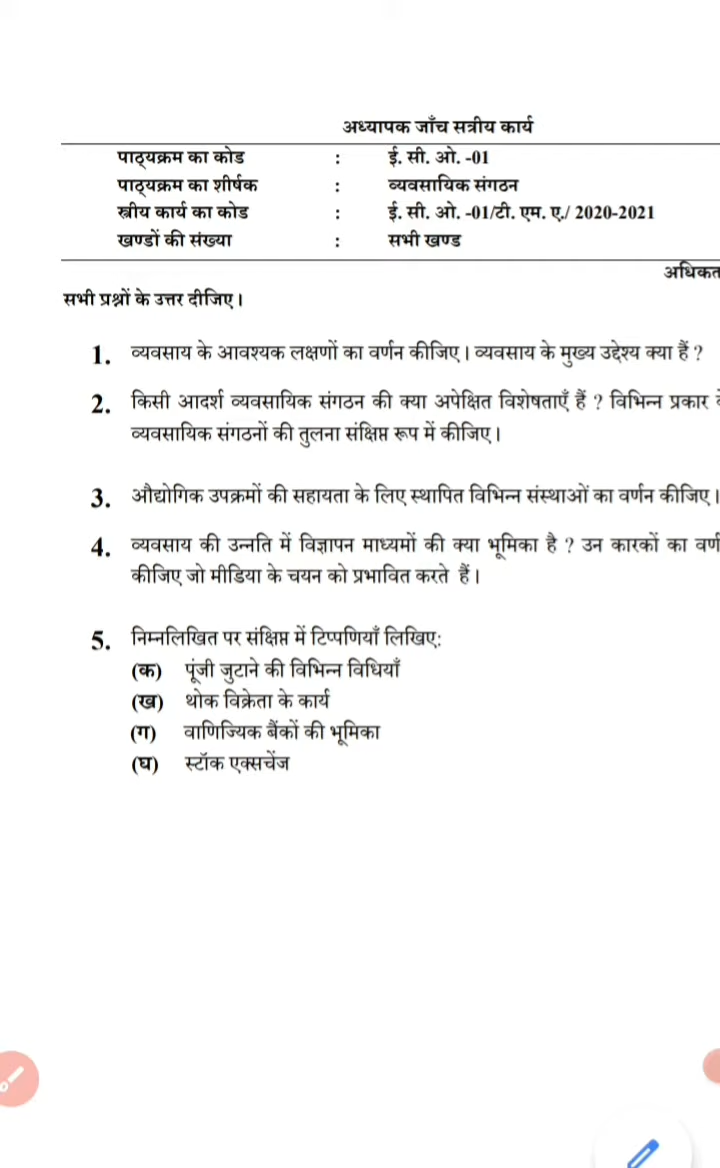 अध्यापक जाँच सत्रीय कार्य
पाठ्यक्रम का कोड : ई. सी. ओ. -01
पाठ्यक्रम का शीर्षक : व्यवसायिक संगठन
स्त्रीय कार्य का कोड : ई. सी. ओ. -01/टी. एम. ए./ 2020-2021
खण्डों की संख्या : सभी खण्ड
अधिकत
सभी प्रश्नों के उत्तर दीजिए।
1. व्यवसाय के आवश्यक लक्षणों का वर्णन कीजिए। व्यवसाय के मुख्य उद्देश्य क्या हैं ?
2. किसी आदर्श व्यवसायिक संगठन की क्या अपेक्षित विशेषताएँ हैं ? विभिन्न प्रकार
व्यवसायिक संगठनों की तुलना संक्षिप्त रूप में कीजिए।
3. औद्योगिक उपक्रमों की सहायता के लिए स्थापित विभिन्न संस्थाओं का वर्णन कीजिए।
4. व्यवसाय की उन्नति में विज्ञापन माध्यमों की क्या भूमिका है ? उन कारकों का वर्ण
कीजिए जो मीडिया के चयन को प्रभावित करते हैं।
5. निम्नलिखित पर संक्षिप्त में टिप्पणियाँ लिखिए:
(क) पूंजी जुटाने की विभिन्न विधियाँ
(ख) थोक विक्रेता के कार्य
(ग) वाणिज्यिक बैंकों की भूमिका
(घ) स्टॉक एक्सचेंज